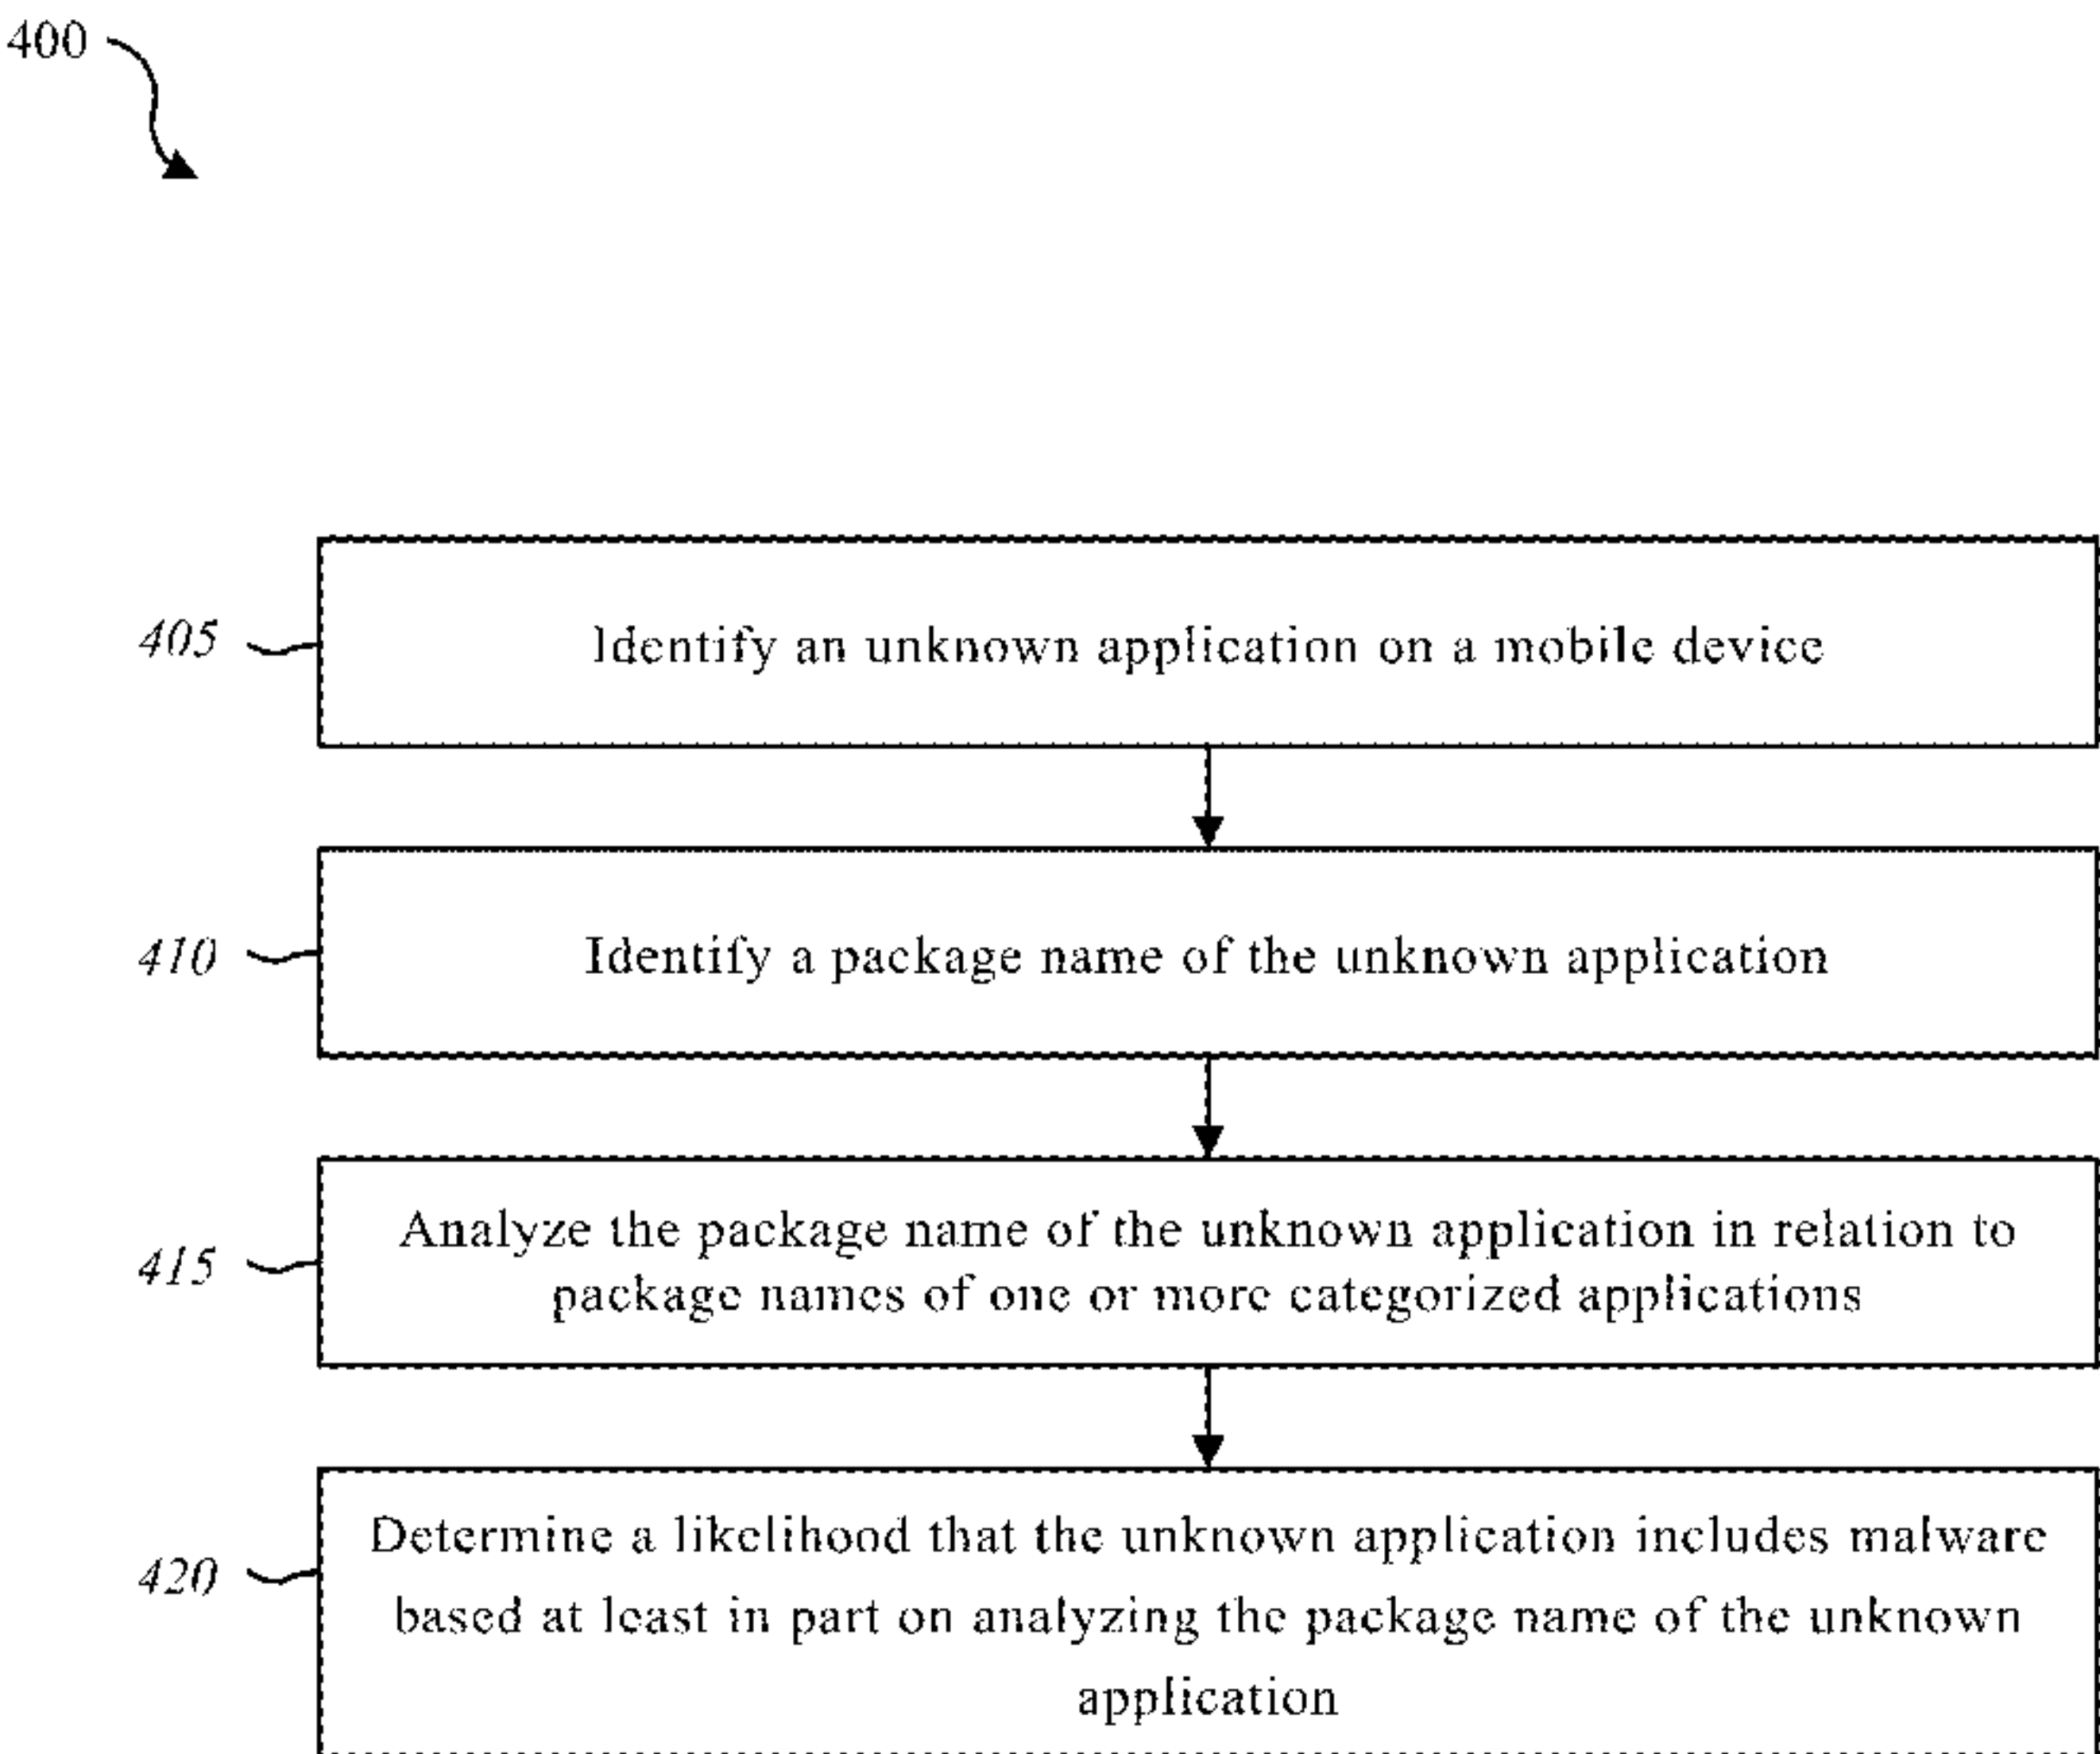 400
405
Identify an unknown application on a mobile device
410
Identify a package name of the unknown application
415
Analyze the package name of the unknown application in relation to
package names of one or more categorized applications
420
Determine a likelihood that the unknown application includes malware
based at least in part on analyzing the package name of the unknown
application